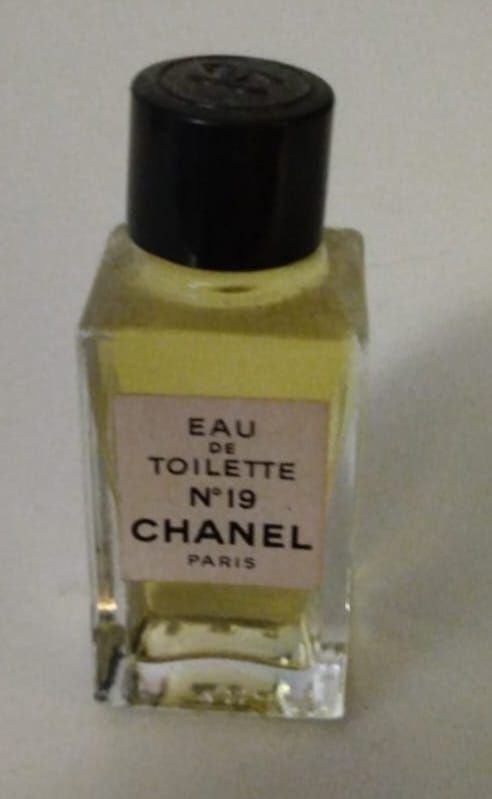 EAU
DE
TOILETTE
N°19
CHANEL
PARIS